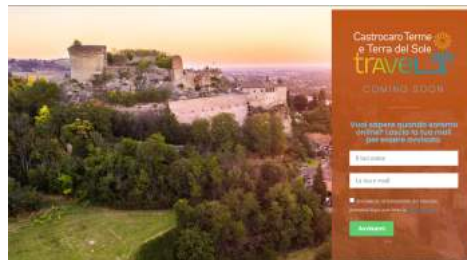 Castrocaro Terme
e Terra del Sole
travel
COMING SOON
Vuoi sapere quando saremo
online? Lascia la tua mail
per essere avvisato.
Il tuo nome
La tua e-mail
Avvisami